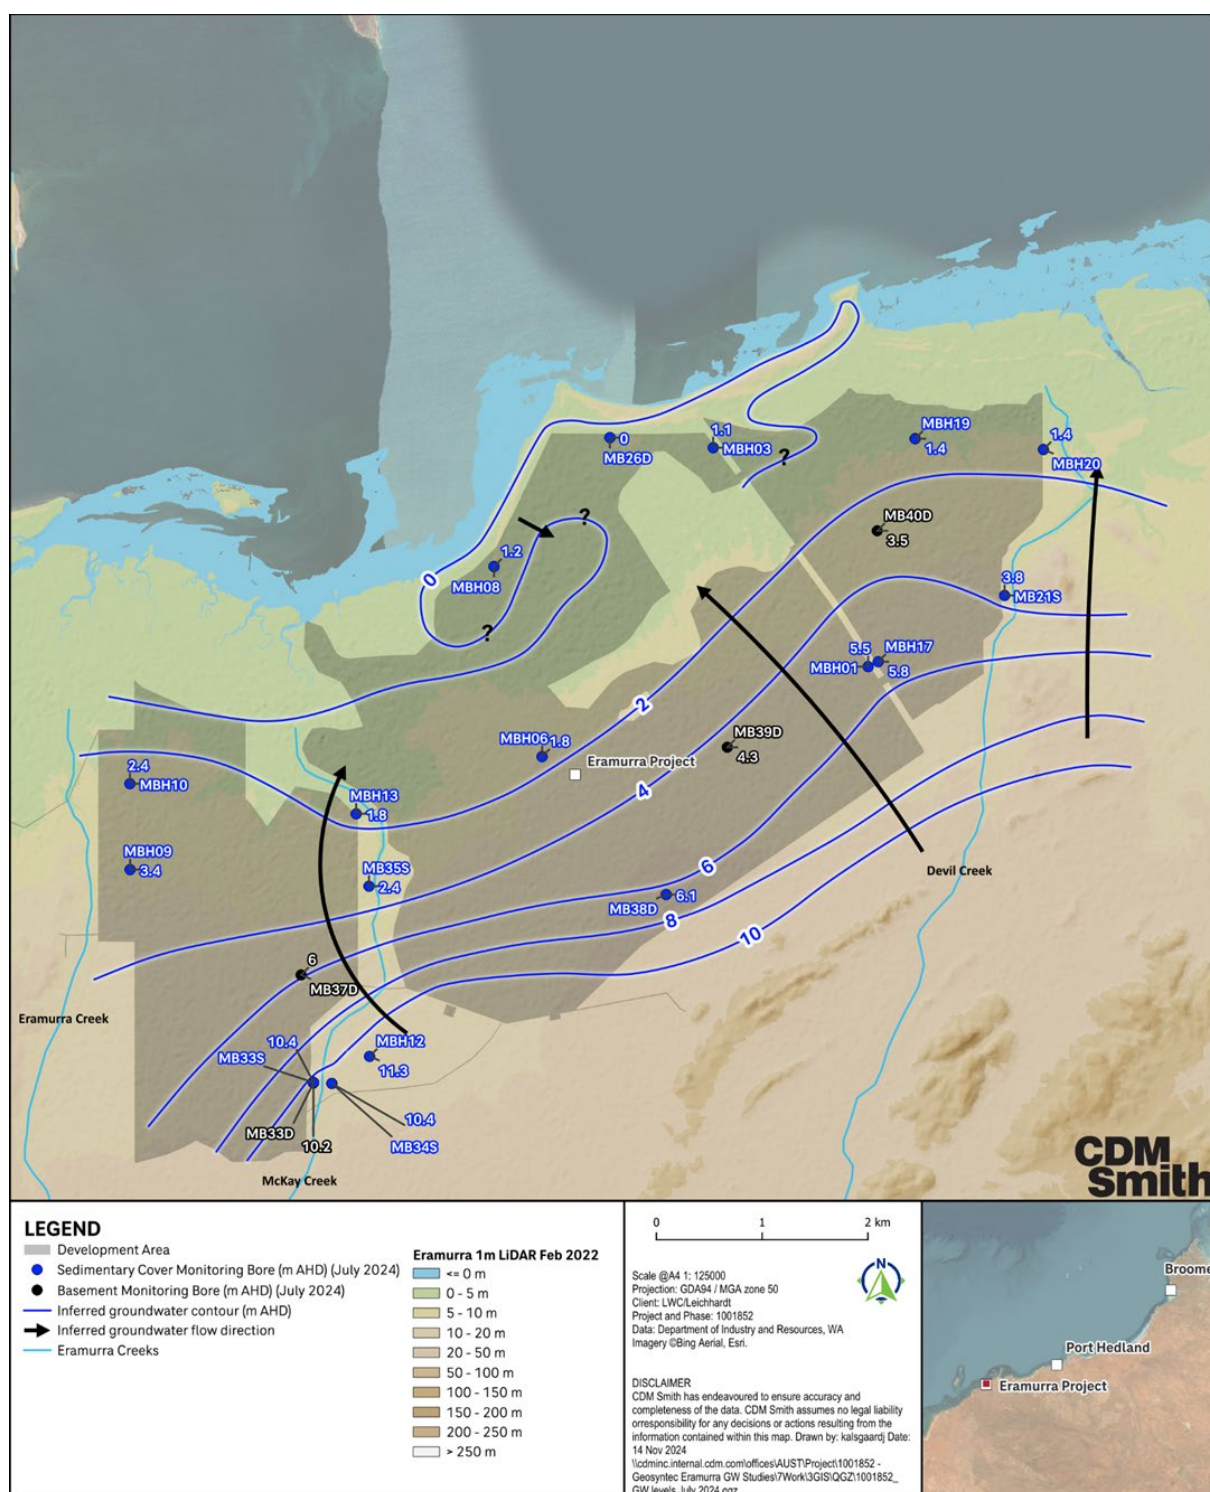 1.1
MBH03
0
MB26D
MBH19
1.4
1.4
MBH20
?
MB40D
3.5
?
1.2
MBH08
0
3.8
MB21S
?
5.5
MBH17
MBH01
5.8
2
MBH06
1.8
MB39D
4.3
Eramurra Project
2.4
MBH10
MBH13
1.8
4
MBH09
3.4
MB35S
2.4
6
Devil Creek
MB38D
6.1
8
10
6
MB37D
Eramurra Creek
10.4
MB33S
MBH12
11.3
MB33D
10.2
10.4
MB34S
McKay Creek
CDM
Smith
LEGEND
Development Area
Sedimentary Cover Monitoring Bore (m AHD) (July 2024)
Basement Monitoring Bore (m AHD) (July 2024)
Inferred groundwater contour (m AHD)
Inferred groundwater flow direction
Eramurra Creeks
Eramurra 1m LiDAR Feb 2022
<= 0 m
0 - 5 m
5 - 10 m
10 - 20 m
20 - 50 m
50 - 100 m
100 - 150 m
150 - 200 m
200 - 250 m
> 250 m
0 1 2 km
N
Scale @A4 1: 125000
Projection: GDA94 / MGA zone 50
Client: LWC/Leichhardt
Project and Phase: 1001852
Data: Department of Industry and Resources, WA
Imagery ©Bing Aerial, Esri.
DISCLAIMER
CDM Smith has endeavoured to ensure accuracy and
completeness of the data. CDM Smith assumes no legal liability
orresponsibility for any decisions or actions resulting from the
information contained within this map. Drawn by: kalsgaardj Date:
14 Nov 2024
\\cdminc.internal.cdm.com\offices\AUST\Project\1001852 -
Geosyntec Eramurra GW Studies\7Work\3GIS\QGZ\1001852_
GW levels July 2024.qgz
Broome
Port Hedland
Eramurra Project